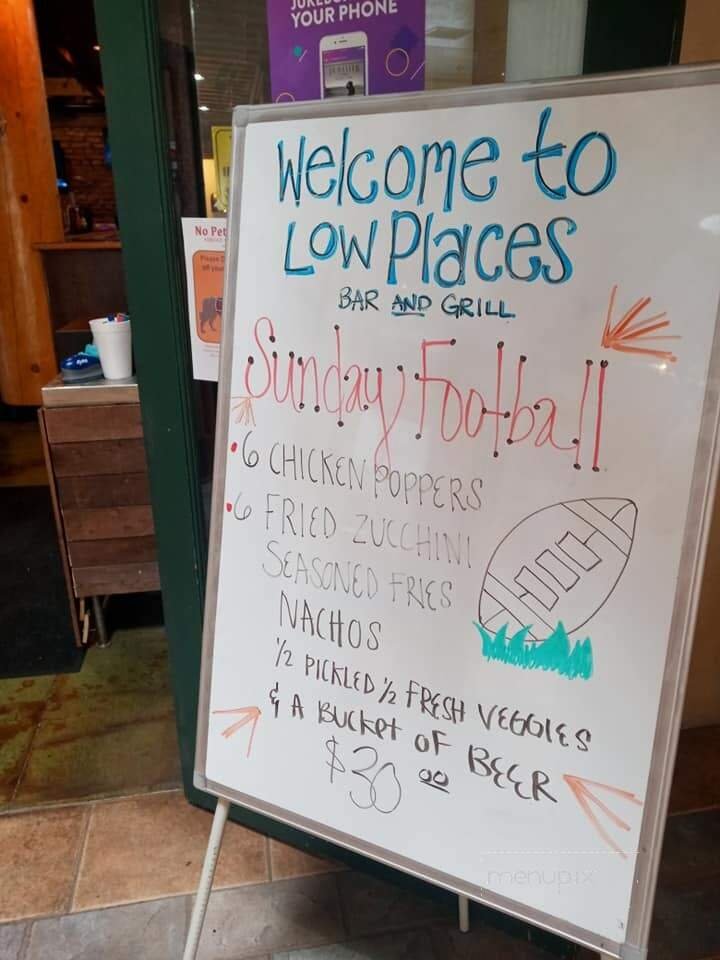 YOUR PHONE
No Pet
Welcome to
Low Places
BAR AND GRILL
Sunday Football
• 6 CHICKEN POPPERS
• 6 FRIED ZUCCHINI
SEASONED FRIES
NACHOS
1/2 PICKLED 1/2 FRESH VEGGIES
& A BUCKET OF BEER
$30 00
menupix